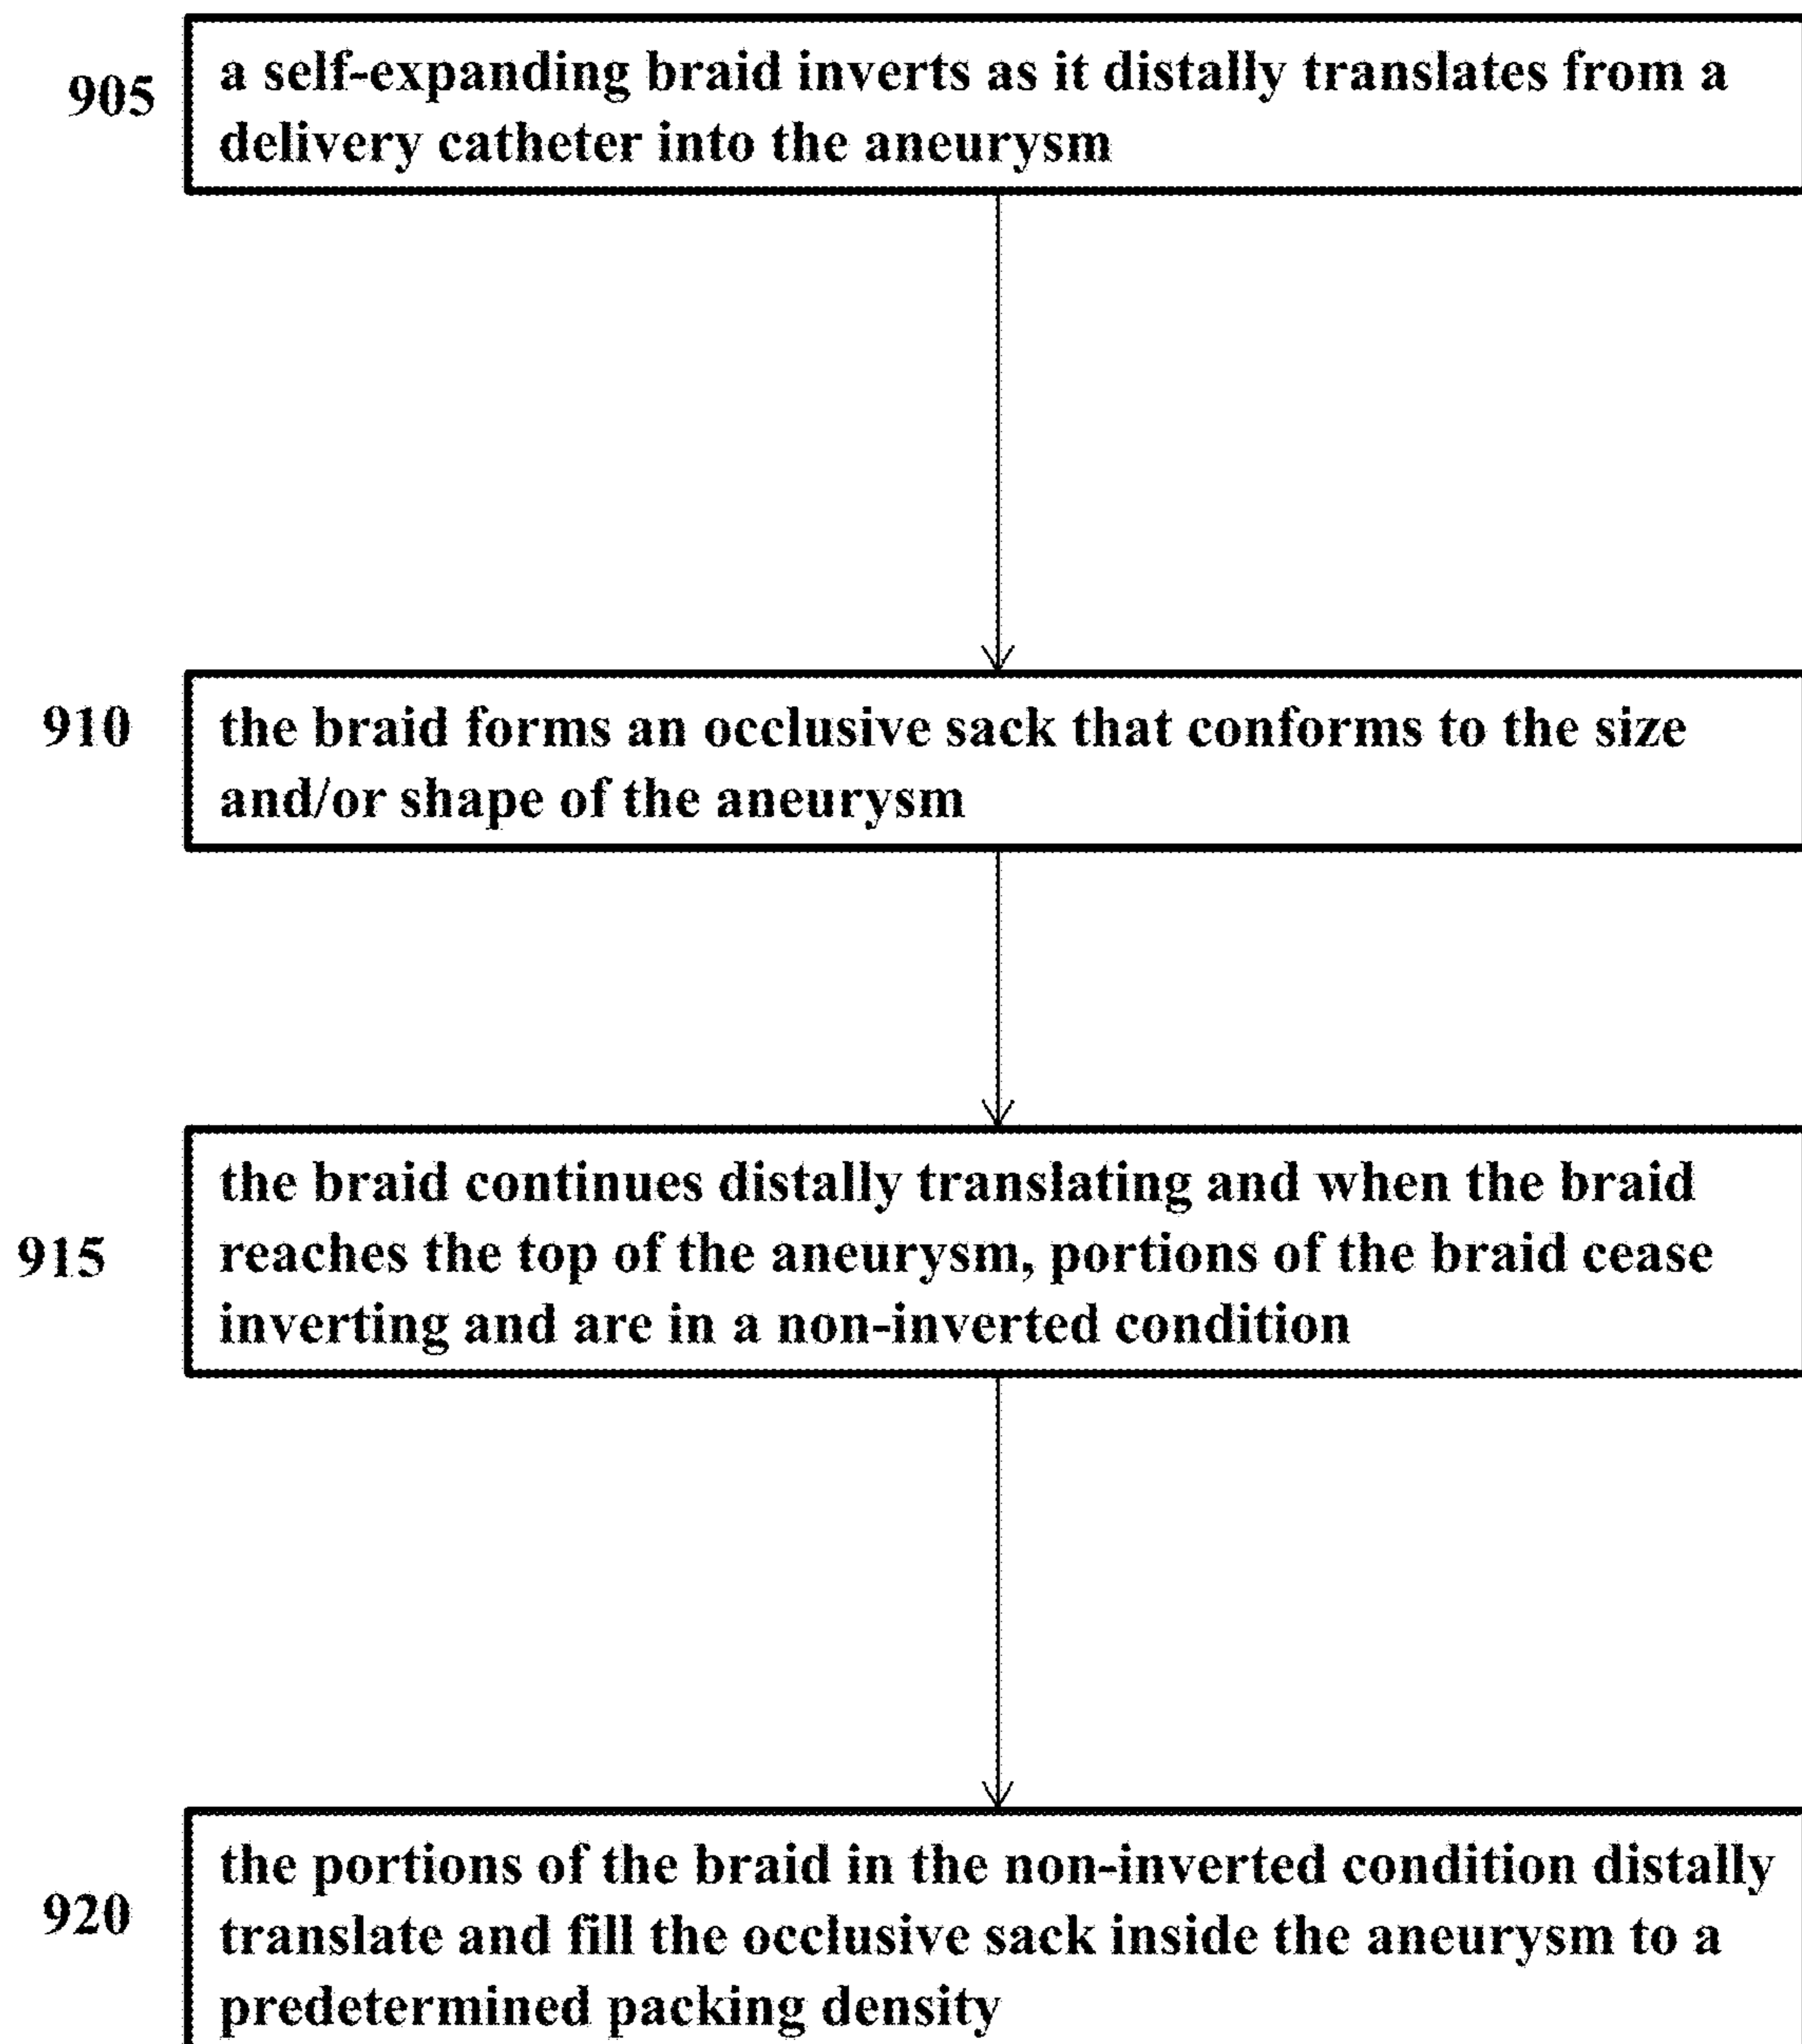 905
a self-expanding braid inverts as it distally translates from a
delivery catheter into the aneurysm
910
the braid forms an occlusive sack that conforms to the size
and/or shape of the aneurysm
915
the braid continues distally translating and when the braid
reaches the top of the aneurysm, portions of the braid cease
inverting and are in a non-inverted condition
920
the portions of the braid in the non-inverted condition distally
translate and fill the occlusive sack inside the aneurysm to a
predetermined packing density